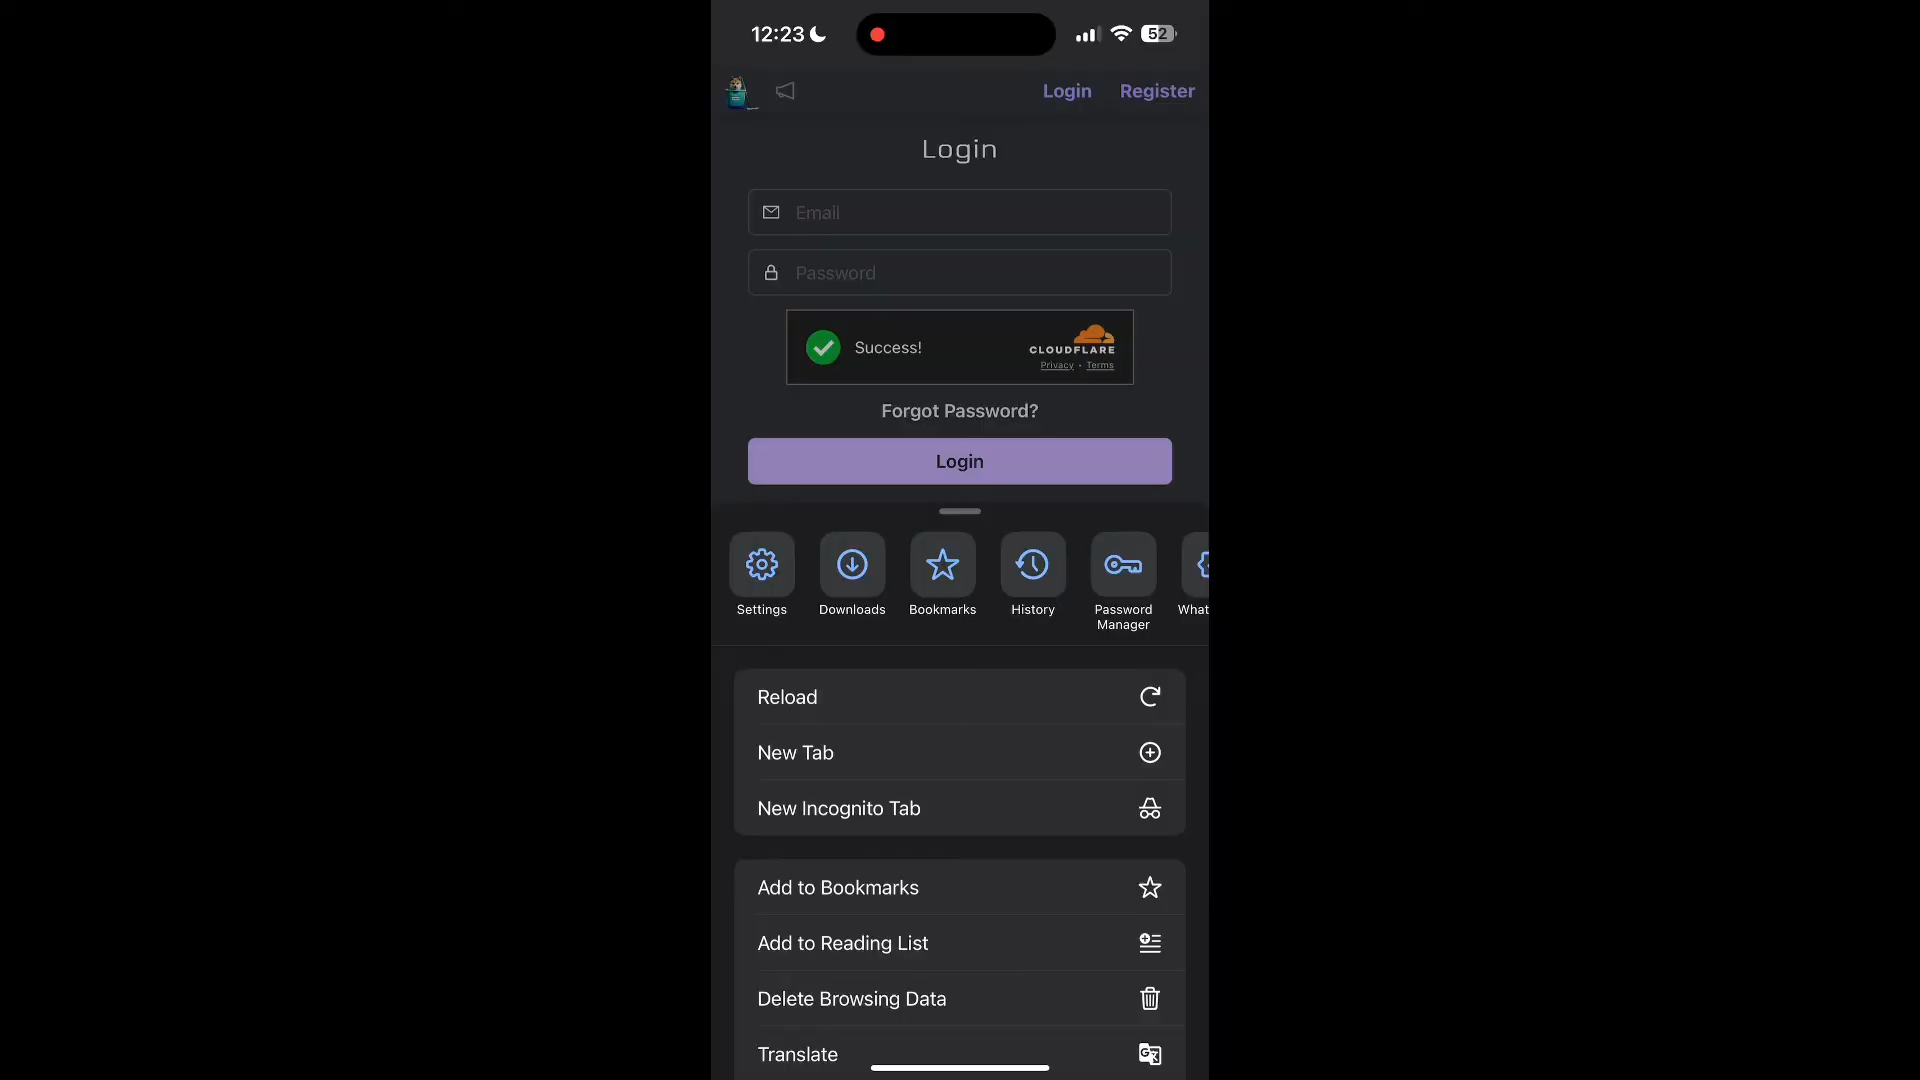 12:23
52
Login Register
Login
Email
Password
Success!
CLOUDFLARE
Privacy • Terms
Forgot Password?
Login
Settings Downloads Bookmarks History Password Manager What
Reload
New Tab
New Incognito Tab
Add to Bookmarks
Add to Reading List
Delete Browsing Data
Translate